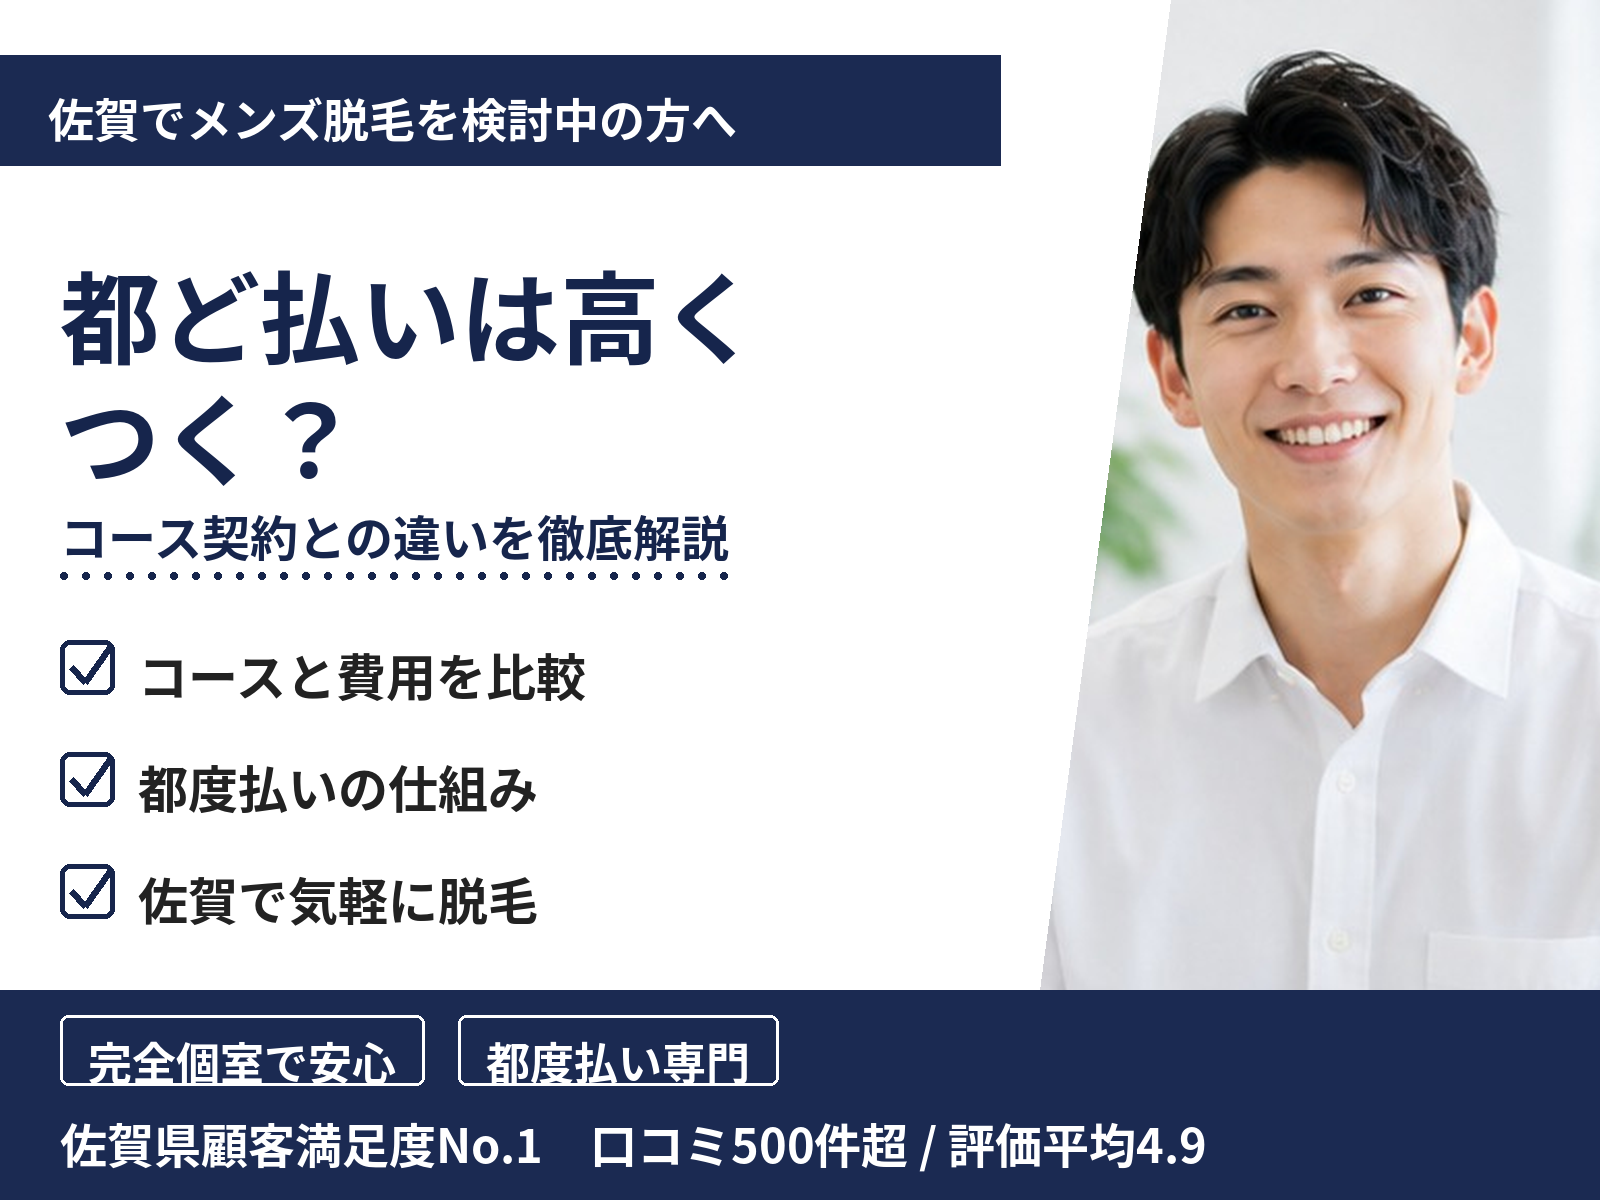 佐賀でメンズ脱毛を検討中の方へ
都ど払いは高く
つく？
コース契約との違いを徹底解説
コースと費用を比較
都度払いの仕組み
佐賀で気軽に脱毛
完全個室で安心
都度払い専門
佐賀県顧客満足度No.1　口コミ500件超 / 評価平均4.9